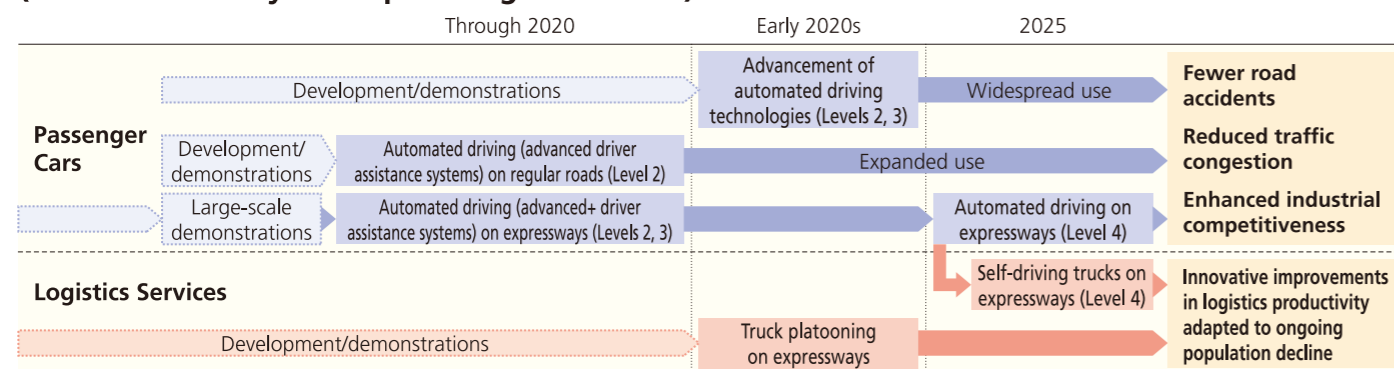 Through 2020
Early 2020s
2025
Passenger
Cars
Development/demonstrations
Advancement of
automated driving
technologies (Levels 2, 3)
Widespread use
Development/
demonstrations
Automated driving (advanced driver
assistance systems) on regular roads (Level 2)
Expanded use
Large-scale
demonstrations
Automated driving (advanced+ driver
assistance systems) on expressways (Levels 2, 3)
Automated driving on
expressways (Level 4)
Fewer road
accidents
Reduced traffic
congestion
Enhanced industrial
competitiveness
Logistics Services
Self-driving trucks on
expressways (Level 4)
Development/demonstrations
Truck platooning
on expressways
Innovative improvements
in logistics productivity
adapted to ongoing
population decline